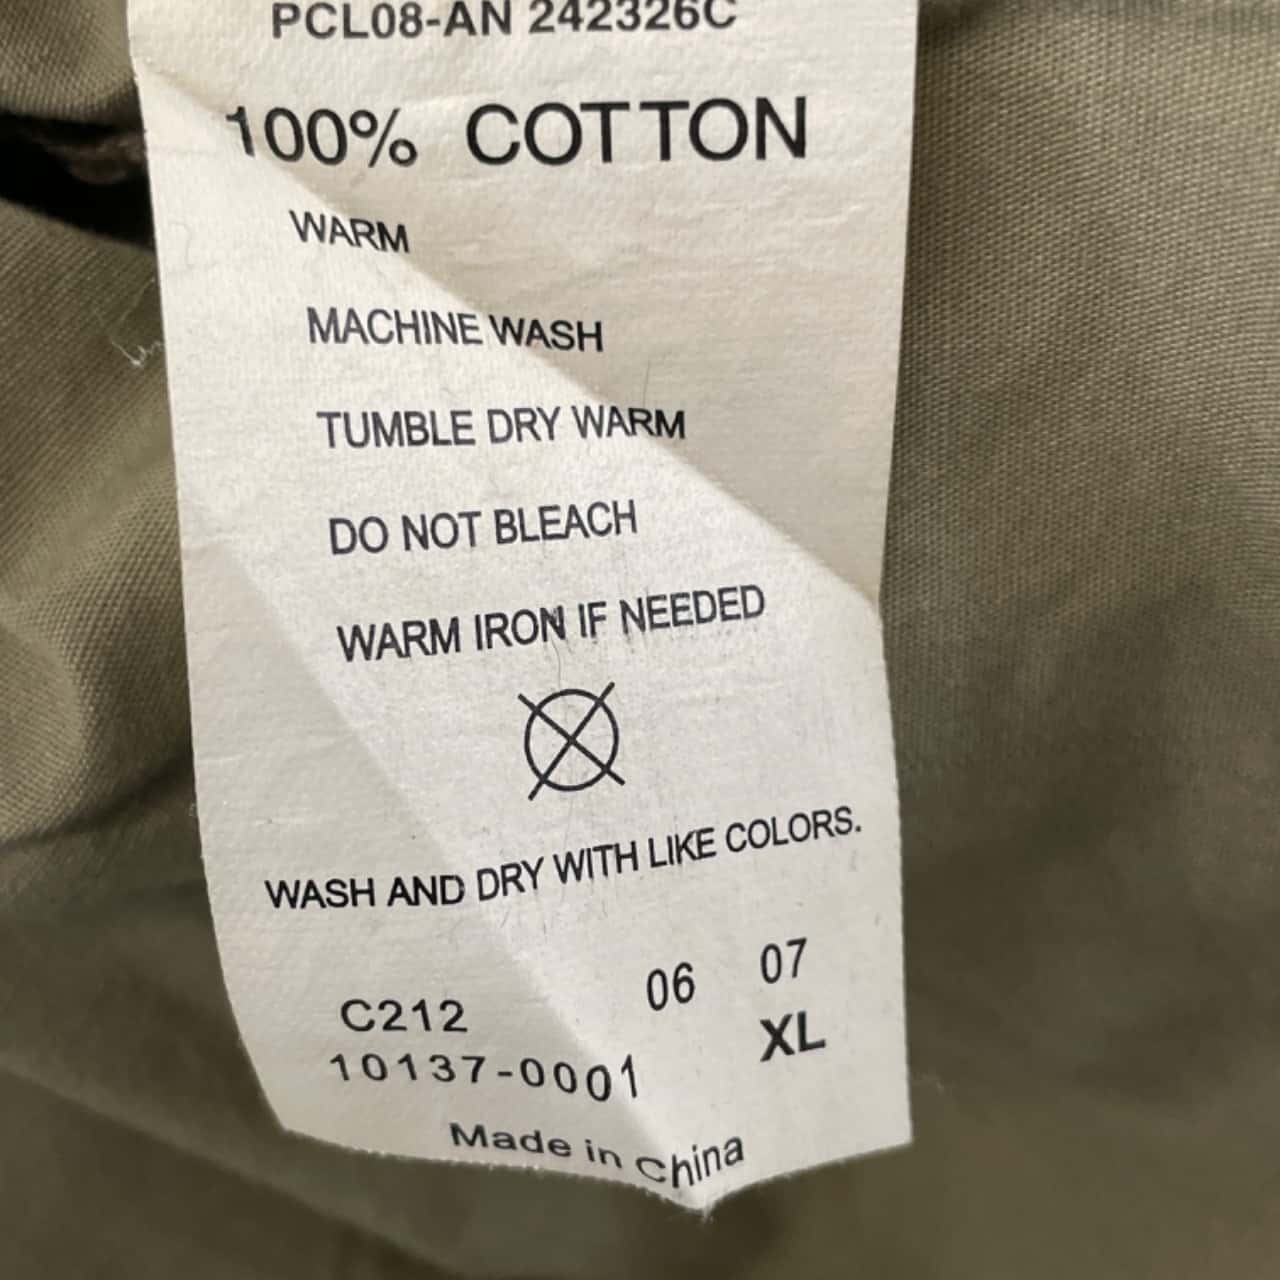 PCL08-AN 242326C
100% COTTON
WARM
MACHINE WASH
TUMBLE DRY WARM
DO NOT BLEACH
WARM IRON IF NEEDED
WASH AND DRY WITH LIKE COLORS.
06 07
C212 XL
10137-0001
Made in China